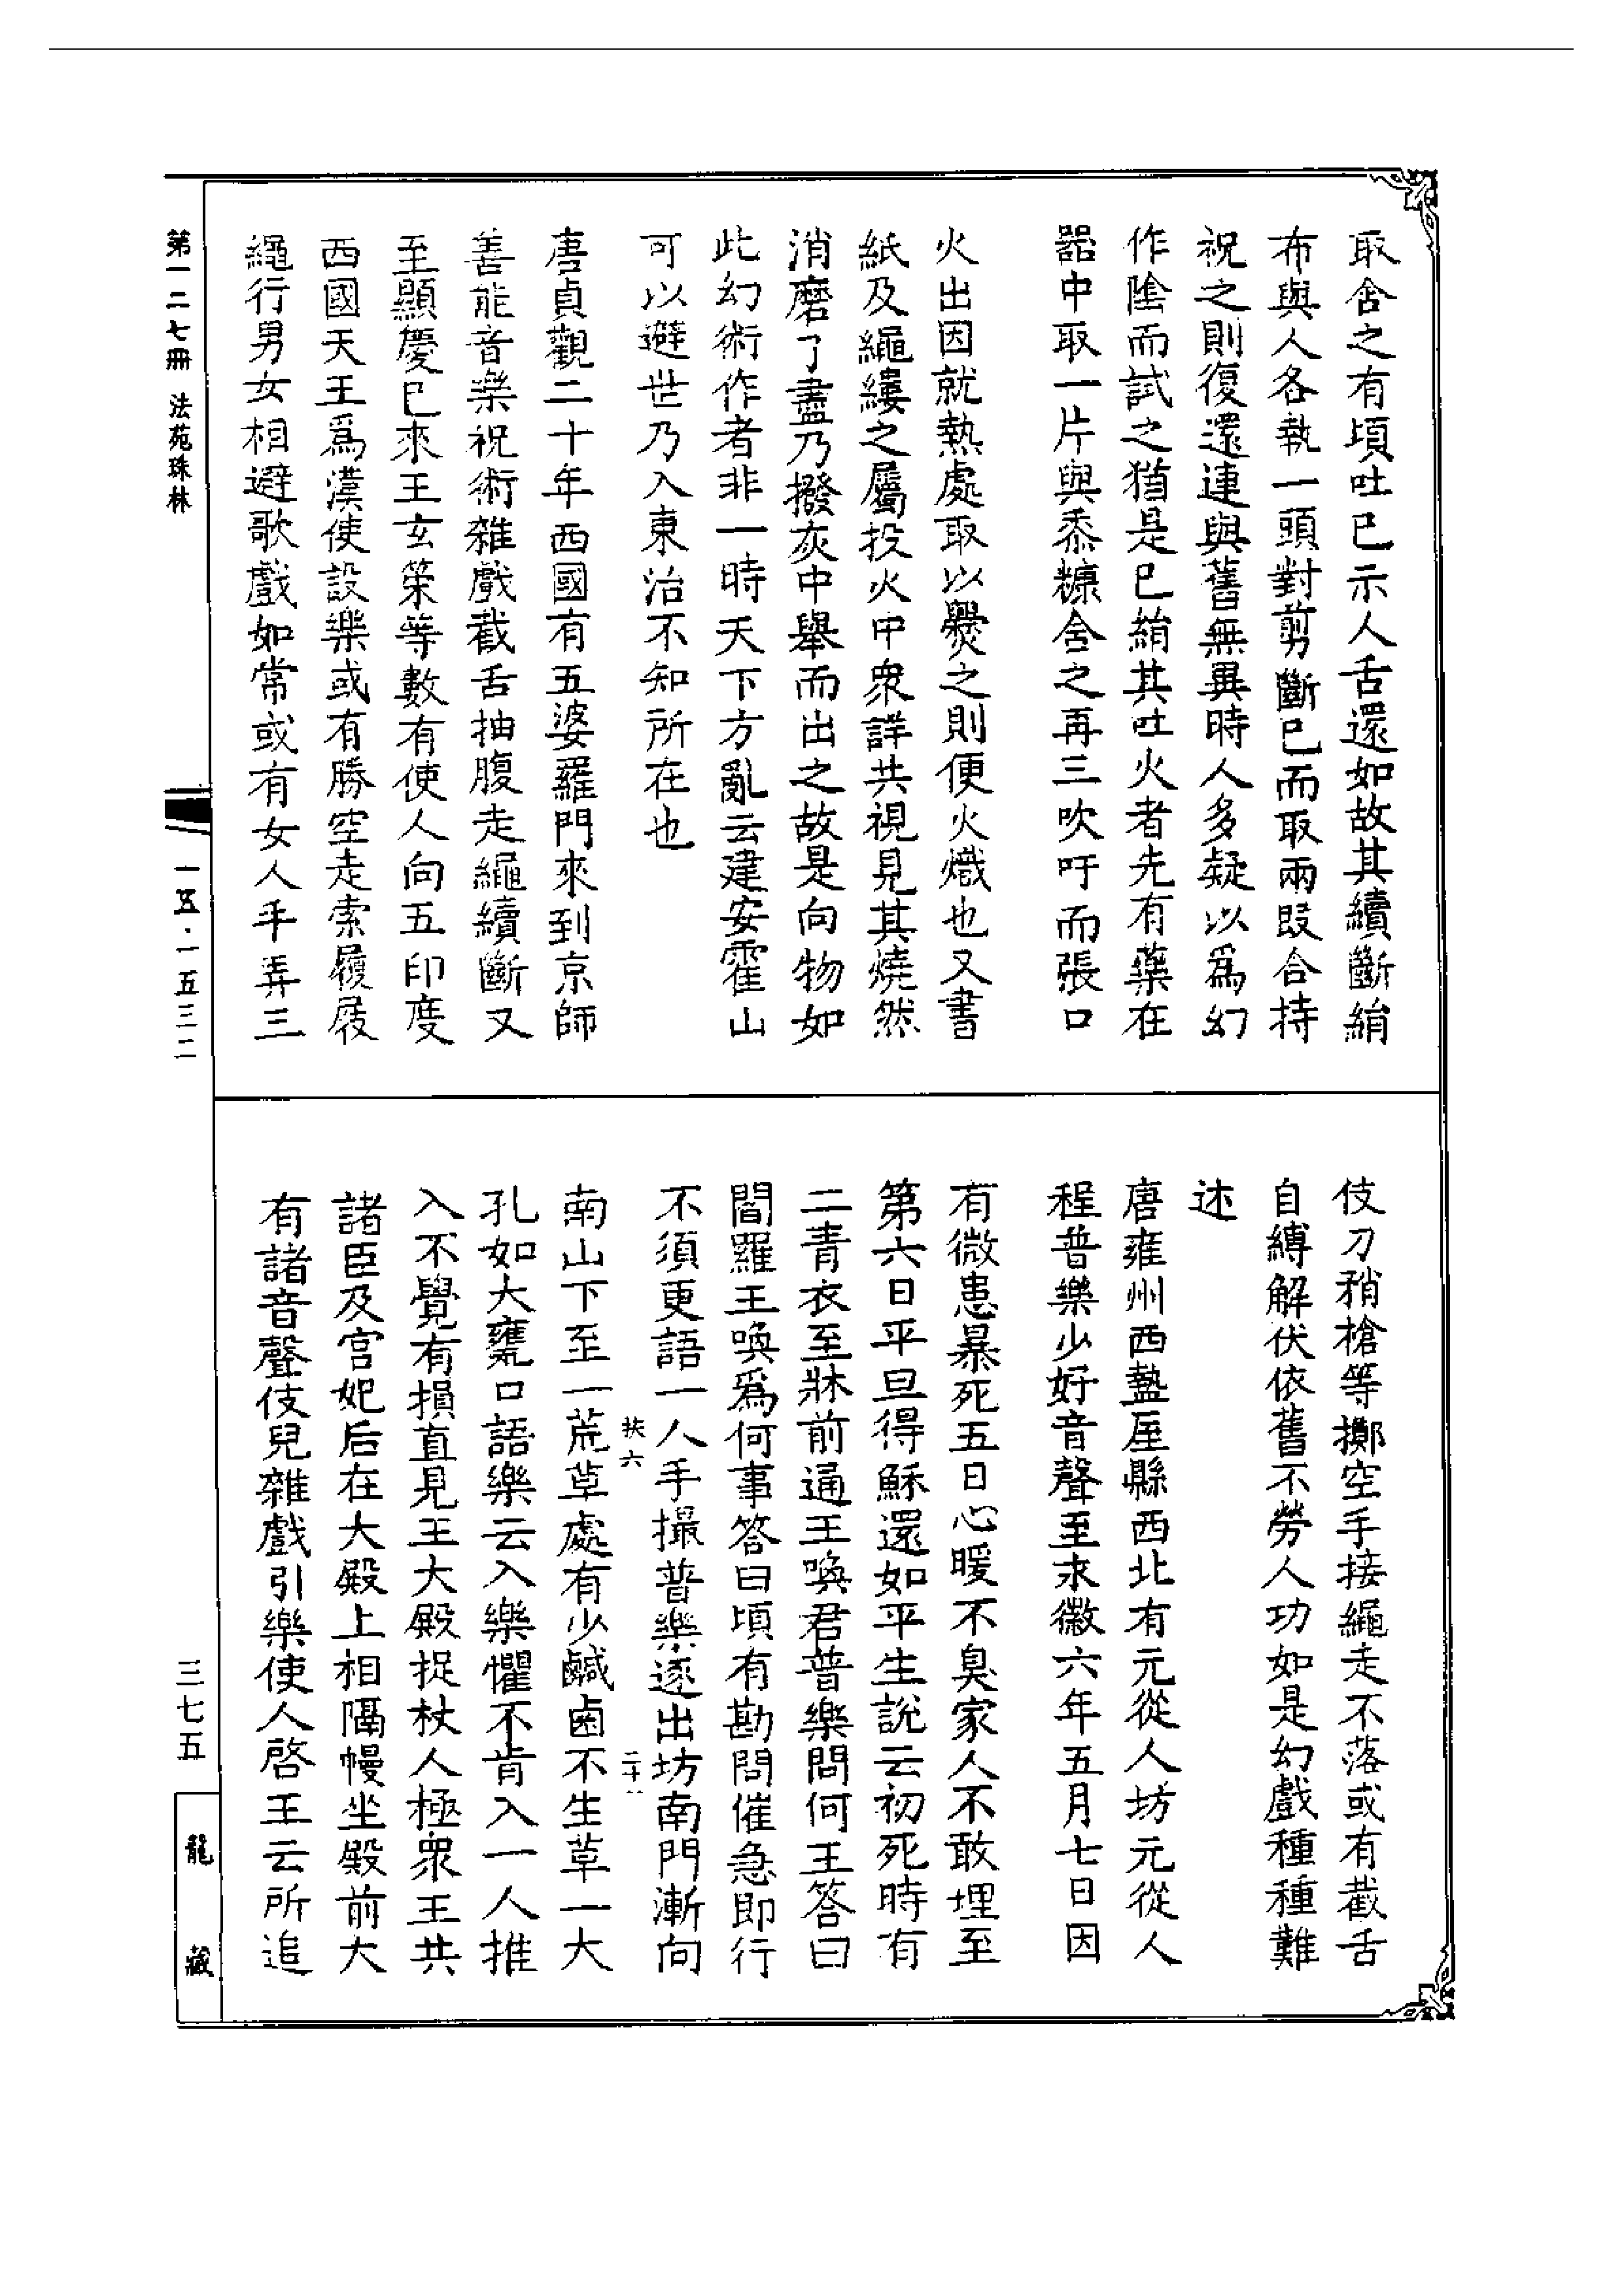 取含之有頃吐已示人舌還如故其續斷絹
布與人各執一頭對剪斷已而取兩段合持
祝之則復還連與舊無異時人多疑以為幻
作陰而試之猶是已絹其吐火者先有藥在
器中取一片與黍糠含之再三吹吁而張口
火出因就熱處取以爨之則便火熾也又書
紙及繩縷之屬投火中衆詳共視見其燒然
消磨了盡乃撥灰中舉而出之故是向物如
此幻術作者非一時天下方亂云建安霍山
可以避世乃入東治不知所在也
唐貞觀二十年西國有五婆羅門來到京師
善能音樂祝術雜戲截舌抽腹走繩續斷又
至顯慶已來王玄策等數有使人向五印度
西國天王爲漢使設樂或有勝空走索履屐
繩行男女相避歌戲如常或有女人手弄三
伎刀矟槍等擲空手接繩走不落或有截舌
自縛解伏依舊不勞人功如是幻戲種種難
述
唐雍州西盩厔縣西北有元從人坊元從人
程普樂少好音聲至永徽六年五月七日因
有微患暴死五日心暖不臭家人不敢埋至
第六日平旦得穌還如平生說云初死時有
二青衣至牀前通王喚君普樂問何王答曰
閻羅王喚爲何事答曰頃有勘問催急即行
不須更語一人手撮普樂逐出坊南門漸向
扶六
南山下至一荒草處有少鹹鹵不生草一大
孔如大甕口語樂云入樂懼不肯入一人推
入不覺有損直見王大殿捉杖人極衆王共
諸臣及宮妃后在大殿上相隔幔坐殿前大
有諸音聲伎兒雜戲引樂使人啓王云所追
第一二七冊 法苑珠林
一五·一五三二
三七五
龍藏